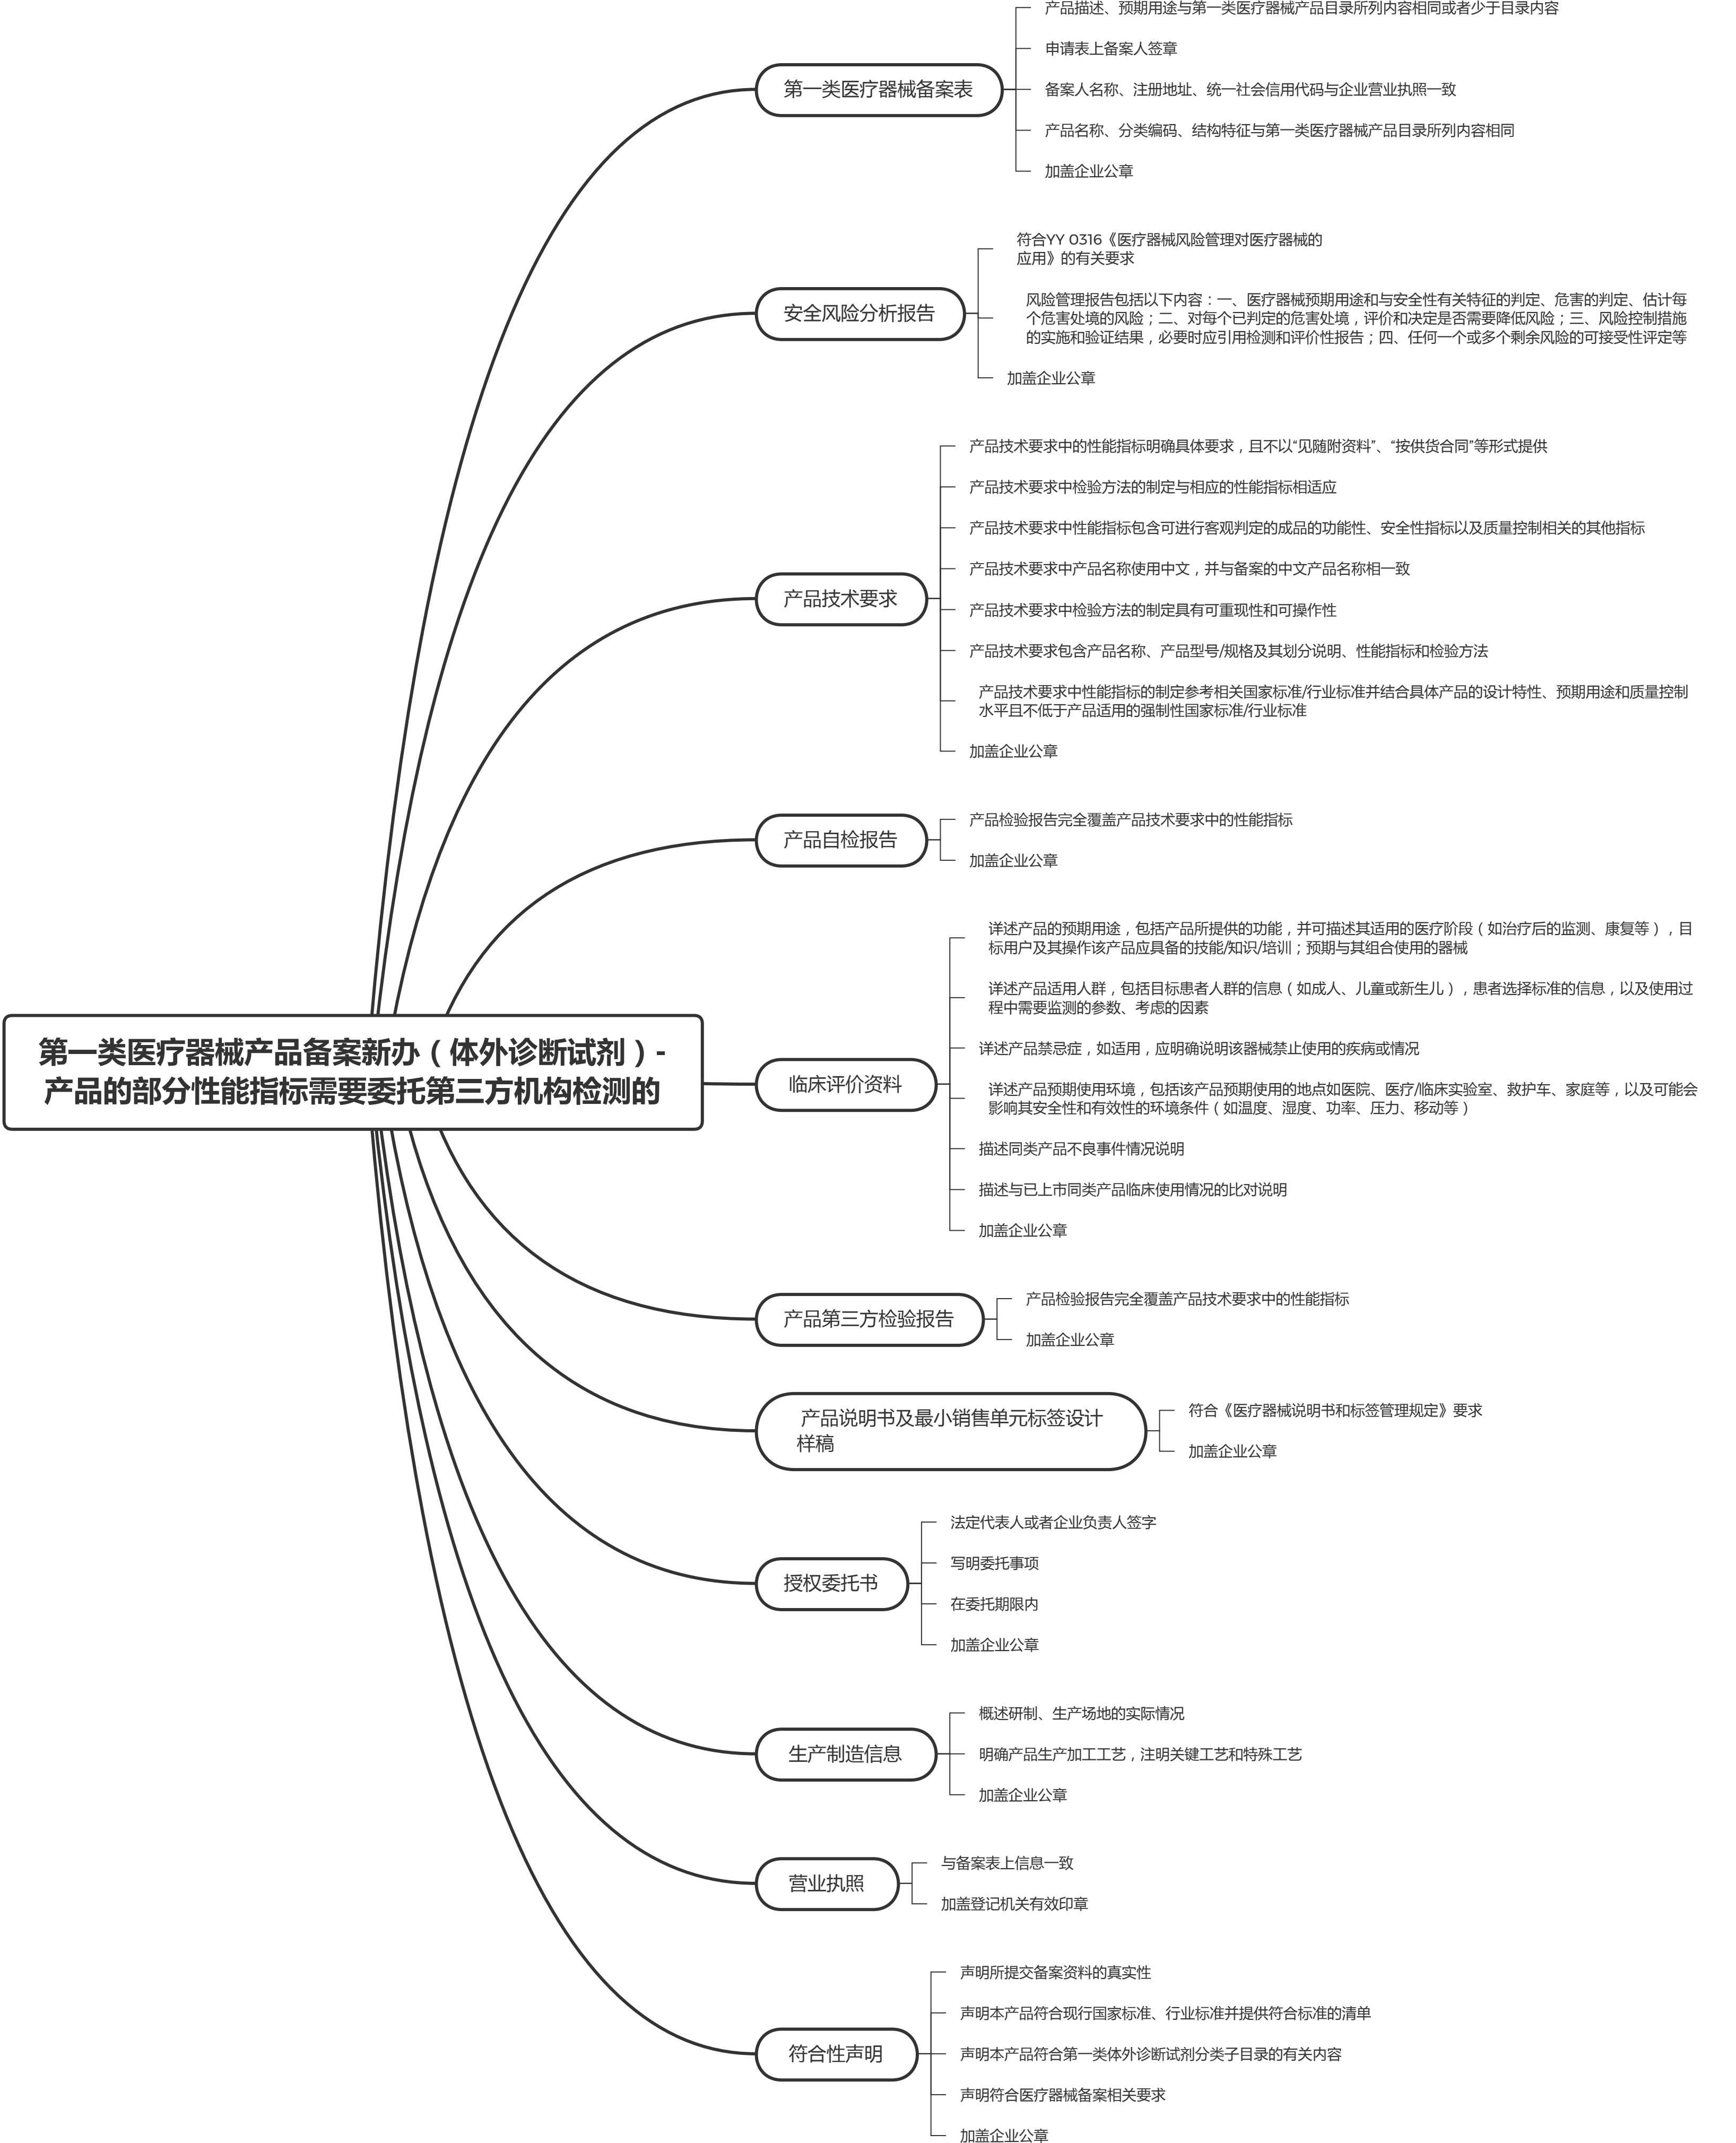 第一类医疗器械产品备案新办（体外诊断试剂）-
产品的部分性能指标需要委托第三方机构检测的
第一类医疗器械备案表
产品描述、预期用途与第一类医疗器械产品目录所列内容相同或者少于目录内容
申请表上备案人签章
备案人名称、注册地址、统一社会信用代码与企业营业执照一致
产品名称、分类编码、结构特征与第一类医疗器械产品目录所列内容相同
加盖企业公章
安全风险分析报告
符合YY 0316《医疗器械风险管理对医疗器械的
应用》的有关要求
风险管理报告包括以下内容：一、医疗器械预期用途和与安全性有关特征的判定、危害的判定、估计每
个危害处境的风险；二、对每个已判定的危害处境，评价和决定是否需要降低风险；三、风险控制措施
的实施和验证结果，必要时应引用检测和评价性报告；四、任何一个或多个剩余风险的可接受性评定等
加盖企业公章
产品技术要求
产品技术要求中的性能指标明确具体要求，且不以“见随附资料”、“按供货合同”等形式提供
产品技术要求中检验方法的制定与相应的性能指标相适应
产品技术要求中性能指标包含可进行客观判定的成品的功能性、安全性指标以及质量控制相关的其他指标
产品技术要求中产品名称使用中文，并与备案的中文产品名称相一致
产品技术要求中检验方法的制定具有可重现性和可操作性
产品技术要求包含产品名称、产品型号/规格及其划分说明、性能指标和检验方法
产品技术要求中性能指标的制定参考相关国家标准/行业标准并结合具体产品的设计特性、预期用途和质量控制
水平且不低于产品适用的强制性国家标准/行业标准
加盖企业公章
产品自检报告
产品检验报告完全覆盖产品技术要求中的性能指标
加盖企业公章
临床评价资料
详述产品的预期用途，包括产品所提供的功能，并可描述其适用的医疗阶段（如治疗后的监测、康复等），目
标用户及其操作该产品应具备的技能/知识/培训；预期与其组合使用的器械
详述产品适用人群，包括目标患者人群的信息（如成人、儿童或新生儿），患者选择标准的信息，以及使用过
程中需要监测的参数、考虑的因素
详述产品禁忌症，如适用，应明确说明该器械禁止使用的疾病或情况
详述产品预期使用环境，包括该产品预期使用的地点如医院、医疗/临床实验室、救护车、家庭等，以及可能会
影响其安全性和有效性的环境条件（如温度、湿度、功率、压力、移动等）
描述同类产品不良事件情况说明
描述与已上市同类产品临床使用情况的比对说明
加盖企业公章
产品第三方检验报告
产品检验报告完全覆盖产品技术要求中的性能指标
加盖企业公章
产品说明书及最小销售单元标签设计
样稿
符合《医疗器械说明书和标签管理规定》要求
加盖企业公章
授权委托书
法定代表人或者企业负责人签字
写明委托事项
在委托期限内
加盖企业公章
生产制造信息
概述研制、生产场地的实际情况
明确产品生产加工工艺，注明关键工艺和特殊工艺
加盖企业公章
营业执照
与备案表上信息一致
加盖登记机关有效印章
符合性声明
声明所提交备案资料的真实性
声明本产品符合现行国家标准、行业标准并提供符合标准的清单
声明本产品符合第一类体外诊断试剂分类子目录的有关内容
声明符合医疗器械备案相关要求
加盖企业公章